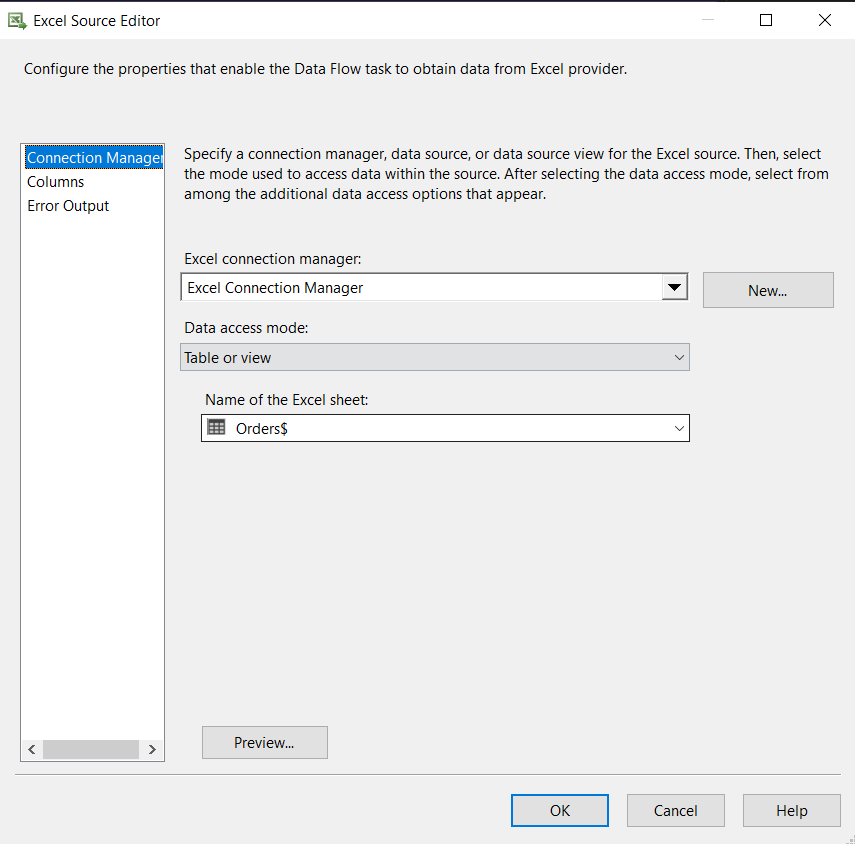 Excel Source Editor
Configure the properties that enable the Data Flow task to obtain data from Excel provider.
Connection Manager
Columns
Error Output
Specify a connection manager, data source, or data source view for the Excel source. Then, select
the mode used to access data within the source. After selecting the data access mode, select from
among the additional data access options that appear.
Excel connection manager:
Excel Connection Manager
New...
Data access mode:
Table or view
Name of the Excel sheet:
Orders$
Preview...
OK
Cancel
Help